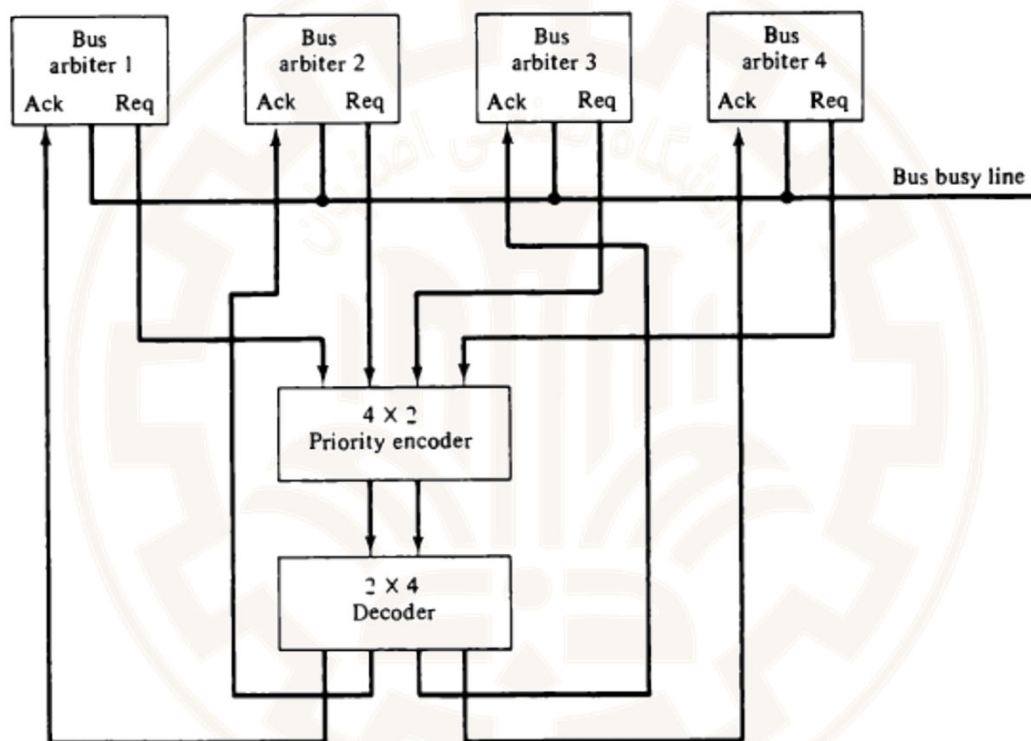 Bus
arbiter 1
Ack Req
Bus
arbiter 2
Ack Req
Bus
arbiter 3
Ack Req
Bus
arbiter 4
Ack Req
Bus busy line
4 X 2
Priority encoder
2 X 4
Decoder